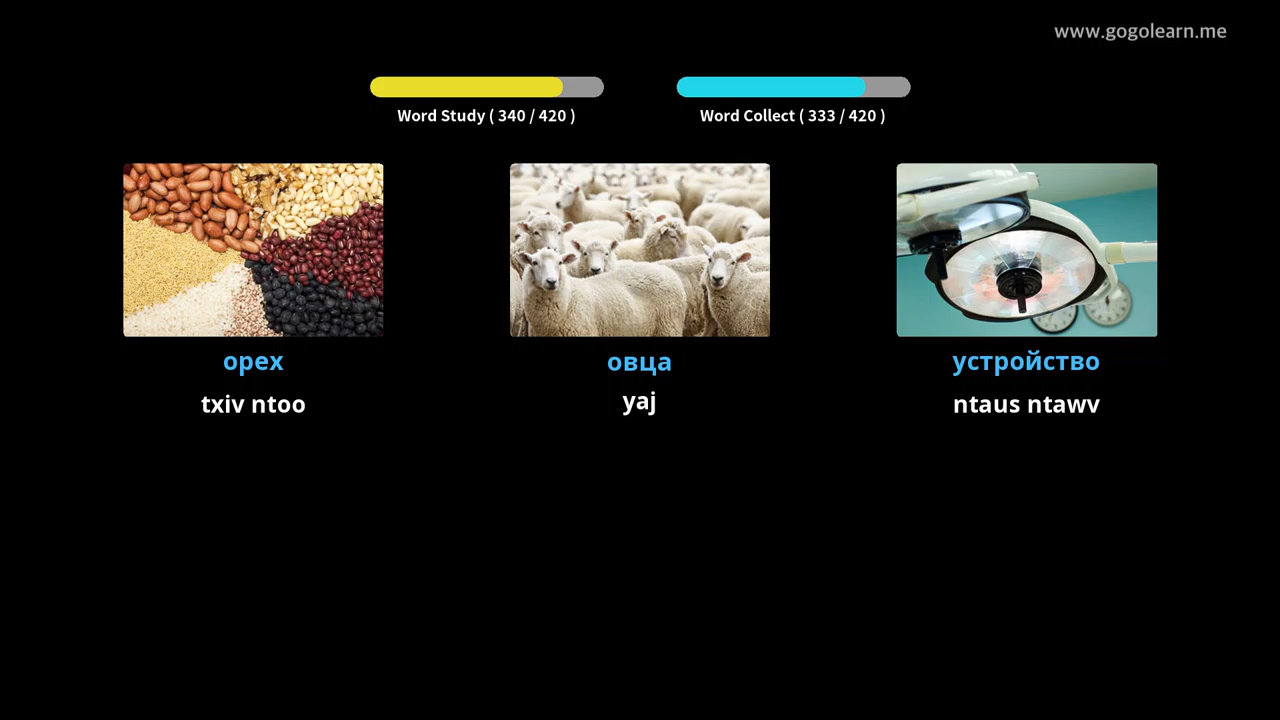 www.gogolearn.me
Word Study ( 340 / 420 )
Word Collect ( 333 / 420 )
орех
овца
устройство
txiv ntoo
yaj
ntaus ntawv